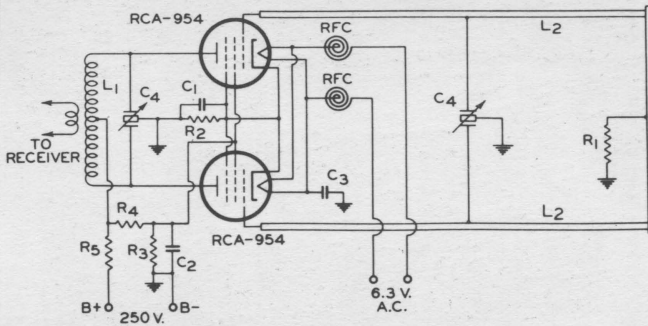 RCA-954
RFC
L2
RFC
C4
L1
C4
C1
R2
R1
TO
RECEIVER
C3
R4
L2
R5
R3
C2
RCA-954
6.3 V.
A.C.
B+
250 V.
B-